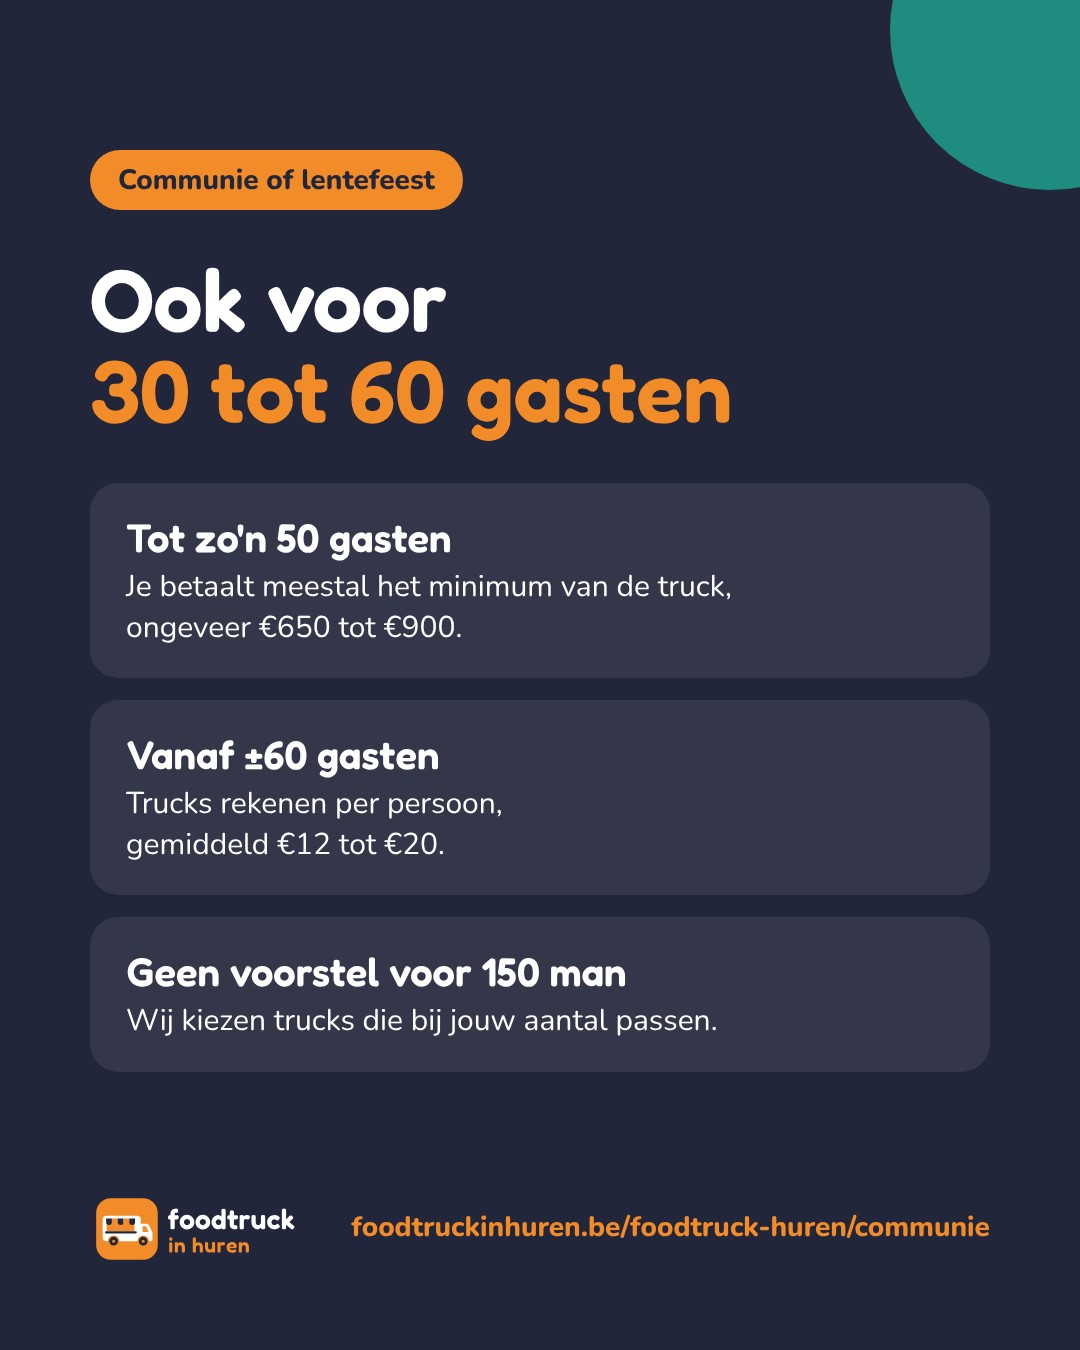 Communie of lentefeest
Ook voor
30 tot 60 gasten
Tot zo'n 50 gasten
Je betaalt meestal het minimum van de truck,
ongeveer €650 tot €900.
Vanaf ±60 gasten
Trucks rekenen per persoon,
gemiddeld €12 tot €20.
Geen voorstel voor 150 man
Wij kiezen trucks die bij jouw aantal passen.
foodtruck
in huren
foodtruckinhuren.be/foodtruck-huren/communie